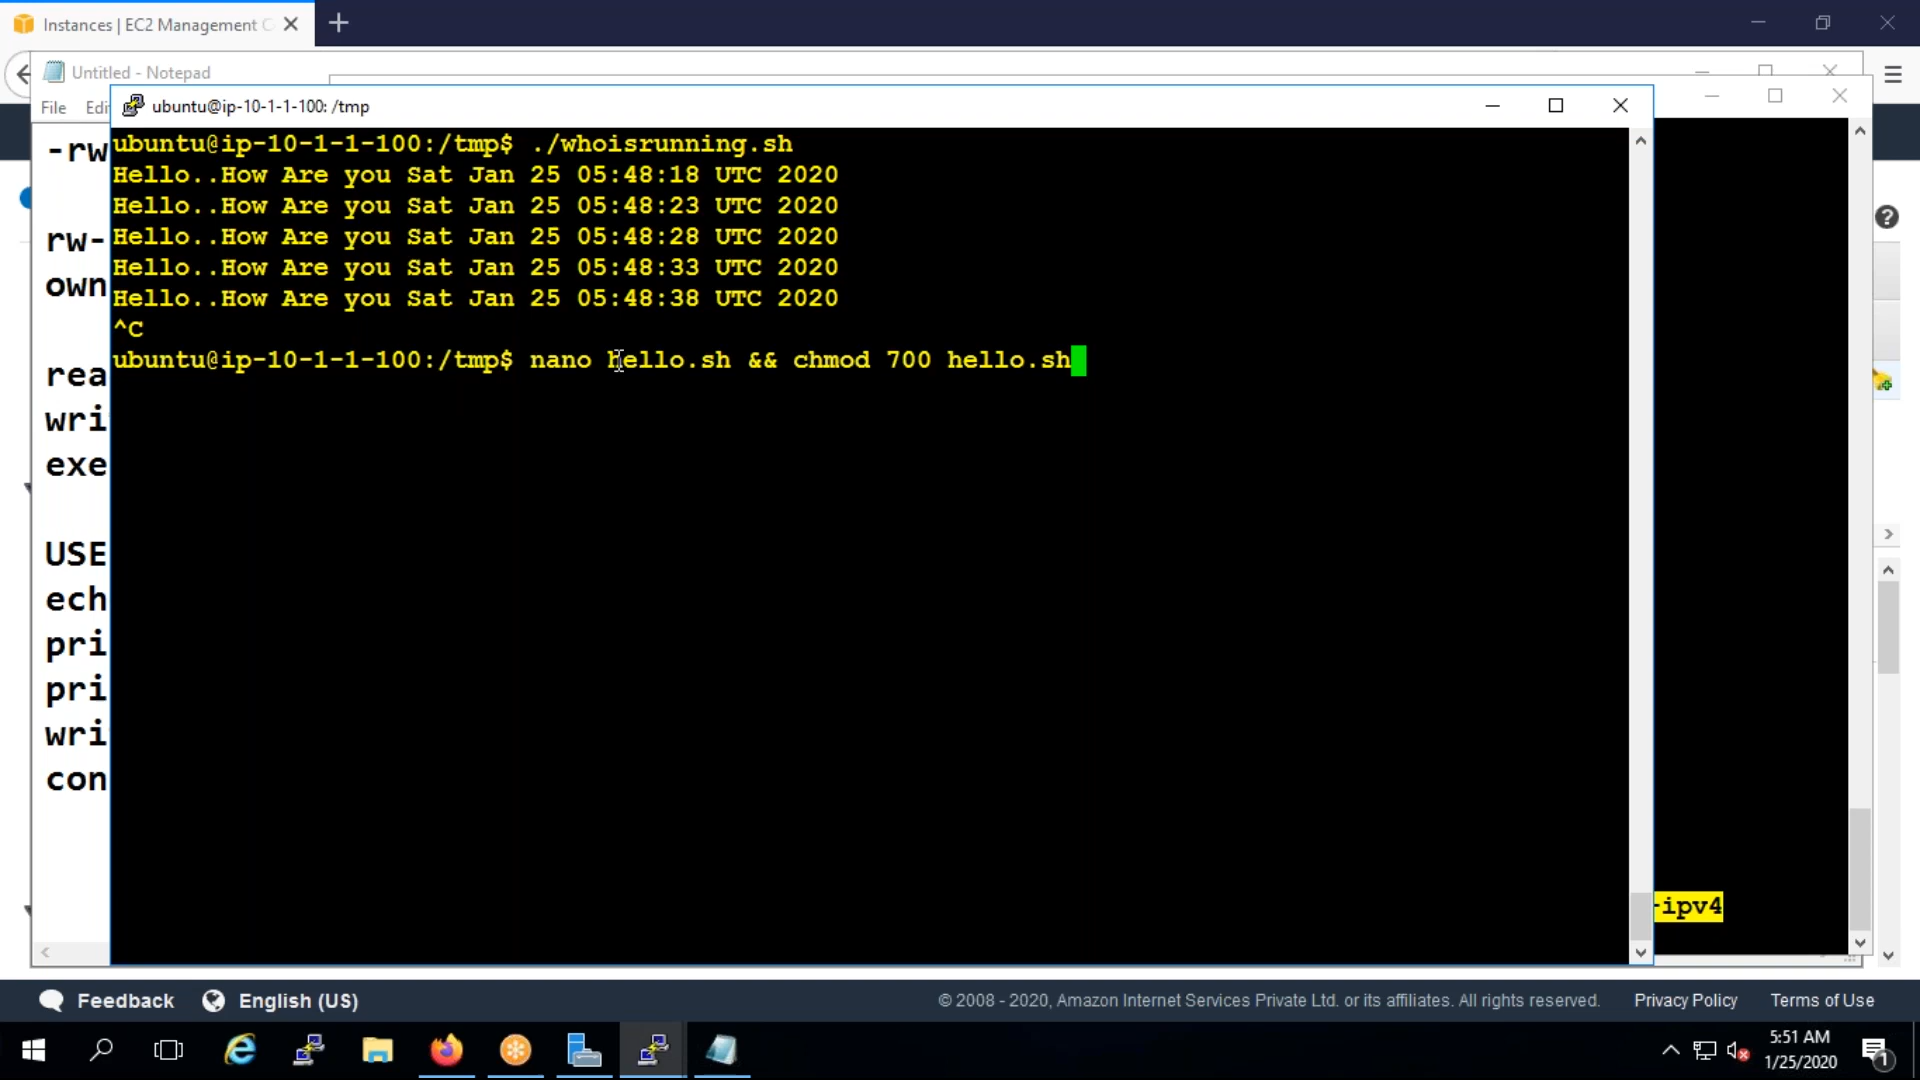 Instances | EC2 Management C
Untitled - Notepad
File Edi
ubuntu@ip-10-1-1-100: /tmp
-rw
rw-
own
rea
wri
exe
USE
ech
pri
pri
wri
con
ubuntu@ip-10-1-1-100:/tmp$ ./whoisrunning.sh
Hello..How Are you Sat Jan 25 05:48:18 UTC 2020
Hello..How Are you Sat Jan 25 05:48:23 UTC 2020
Hello..How Are you Sat Jan 25 05:48:28 UTC 2020
Hello..How Are you Sat Jan 25 05:48:33 UTC 2020
Hello..How Are you Sat Jan 25 05:48:38 UTC 2020
^C
ubuntu@ip-10-1-1-100:/tmp$ nano hello.sh && chmod 700 hello.sh
-ipv4
Feedback English (US) © 2008 - 2020, Amazon Internet Services Private Ltd. or its affiliates. All rights reserved. Privacy Policy Terms of Use
5:51 AM
1/25/2020
1